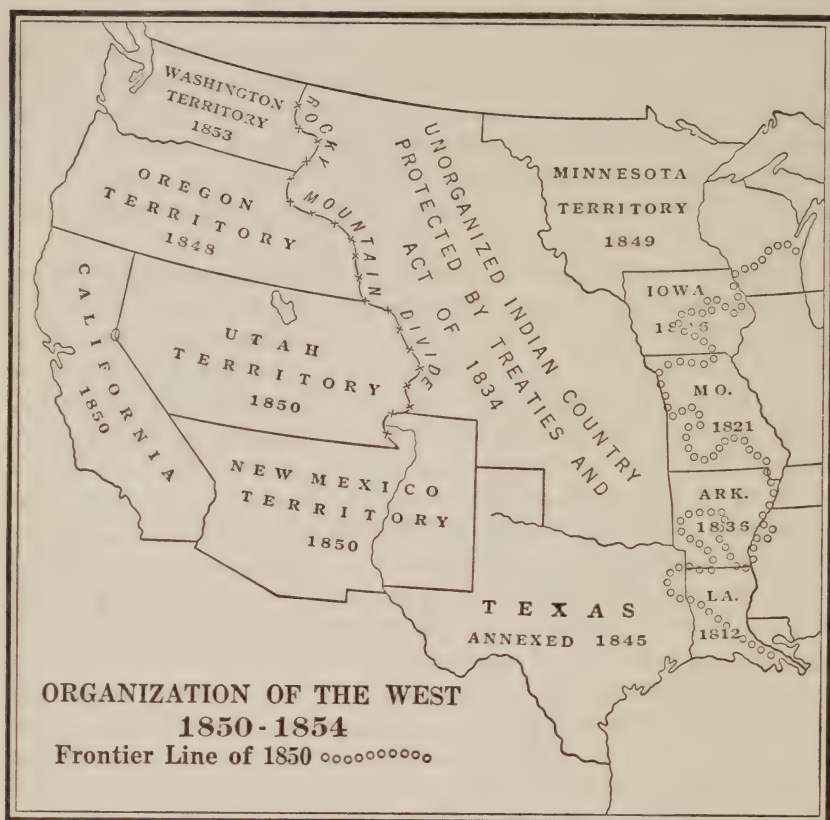 WASHINGTON
TERRITORY
1853
OREGON
TERRITORY
1848
CALIFORNIA
1850
UTAH
TERRITORY
1850
NEW MEXICO
TERRITORY
1850
ROCKY MOUNTAIN DIVIDE
UNORGANIZED INDIAN COUNTRY
PROTECTED BY TREATIES AND
ACT OF 1834
MINNESOTA
TERRITORY
1849
IOWA
MO.
1821
ARK.
1836
LA.
1812
TEXAS
ANNEXED 1845
ORGANIZATION OF THE WEST
1850-1854
Frontier Line of 1850